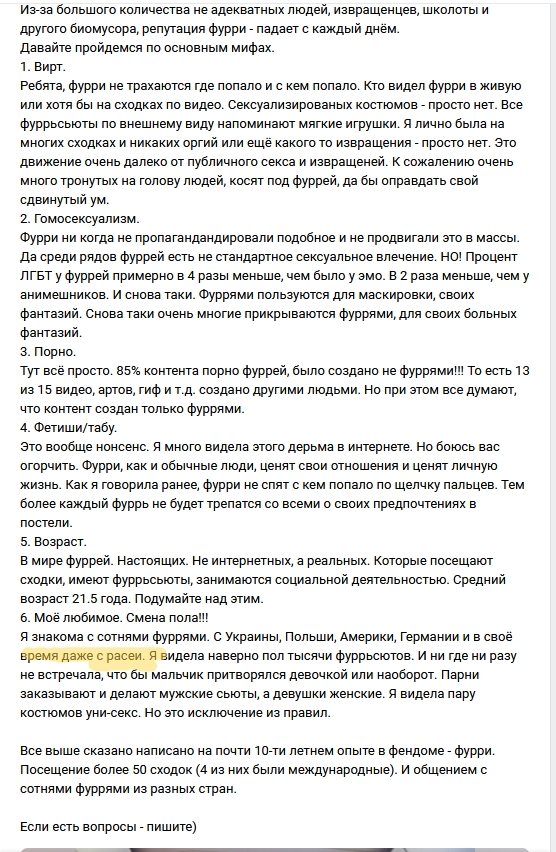 Из-за большого количества не адекватных людей, извращенцев, школоты и
другого биомусора, репутация фурри - падает с каждый днём.
Давайте пройдемся по основным мифах.
1. Вирт.
Ребята, фурри не трахаются где попало и с кем попало. Кто видел фурри в живую
или хотя бы на сходках по видео. Сексуализированых костюмов - просто нет. Все
фуррьсьюты по внешнему виду напоминают мягкие игрушки. Я лично была на
многих сходках и никаких оргий или ещё какого то извращения - просто нет. Это
движение очень далеко от публичного секса и извращеней. К сожалению очень
много тронутых на голову людей, косят под фуррей, да бы оправдать свой
сдвинутый ум.
2. Гомосексуализм.
Фурри ни когда не пропагандандировали подобное и не продвигали это в массы.
Да среди рядов фуррей есть не стандартное сексуальное влечение. НО! Процент
ЛГБТ у фуррей примерно в 4 разы меньше, чем было у эмо. В 2 раза меньше, чем у
анимешников. И снова таки. Фуррями пользуются для маскировки, своих
фантазий. Снова таки очень многие прикрываются фуррями, для своих больных
фантазий.
3. Порно.
Тут всё просто. 85% контента порно фуррей, было создано не фуррями!!! То есть 13
из 15 видео, артов, гиф и т.д. создано другими людьми. Но при этом все думают,
что контент создан только фуррями.
4. Фетиши/табу.
Это вообще нонсенс. Я много видела этого дерьма в интернете. Но боюсь вас
огорчить. Фурри, как и обычные люди, ценят свои отношения и ценят личную
жизнь. Как я говорила ранее, фурри не спят с кем попало по щелчку пальцев. Тем
более каждый фуррь не будет трепатся со всеми о своих предпочтениях в
постели.
5. Возраст.
В мире фуррей. Настоящих. Не интернетных, а реальных. Которые посещают
сходки, имеют фуррьсьюты, занимаются социальной деятельностью. Средний
возраст 21.5 года. Подумайте над этим.
6. Моё любимое. Смена пола!!!
Я знакома с сотнями фуррями. С Украины, Польши, Америки, Германии и в своё
время даже с расеи. Я видела наверно пол тысячи фуррьсютов. И ни где ни разу
не встречала, что бы мальчик притворялся девочкой или наоборот. Парни
заказывают и делают мужские сьюты, а девушки женские. Я видела пару
костюмов уни-секс. Но это исключение из правил.
Все выше сказано написано на почти 10-ти летнем опыте в фендоме - фурри.
Посещение более 50 сходок (4 из них были международные). И общением с
сотнями фуррями из разных стран.
Если есть вопросы - пишите)